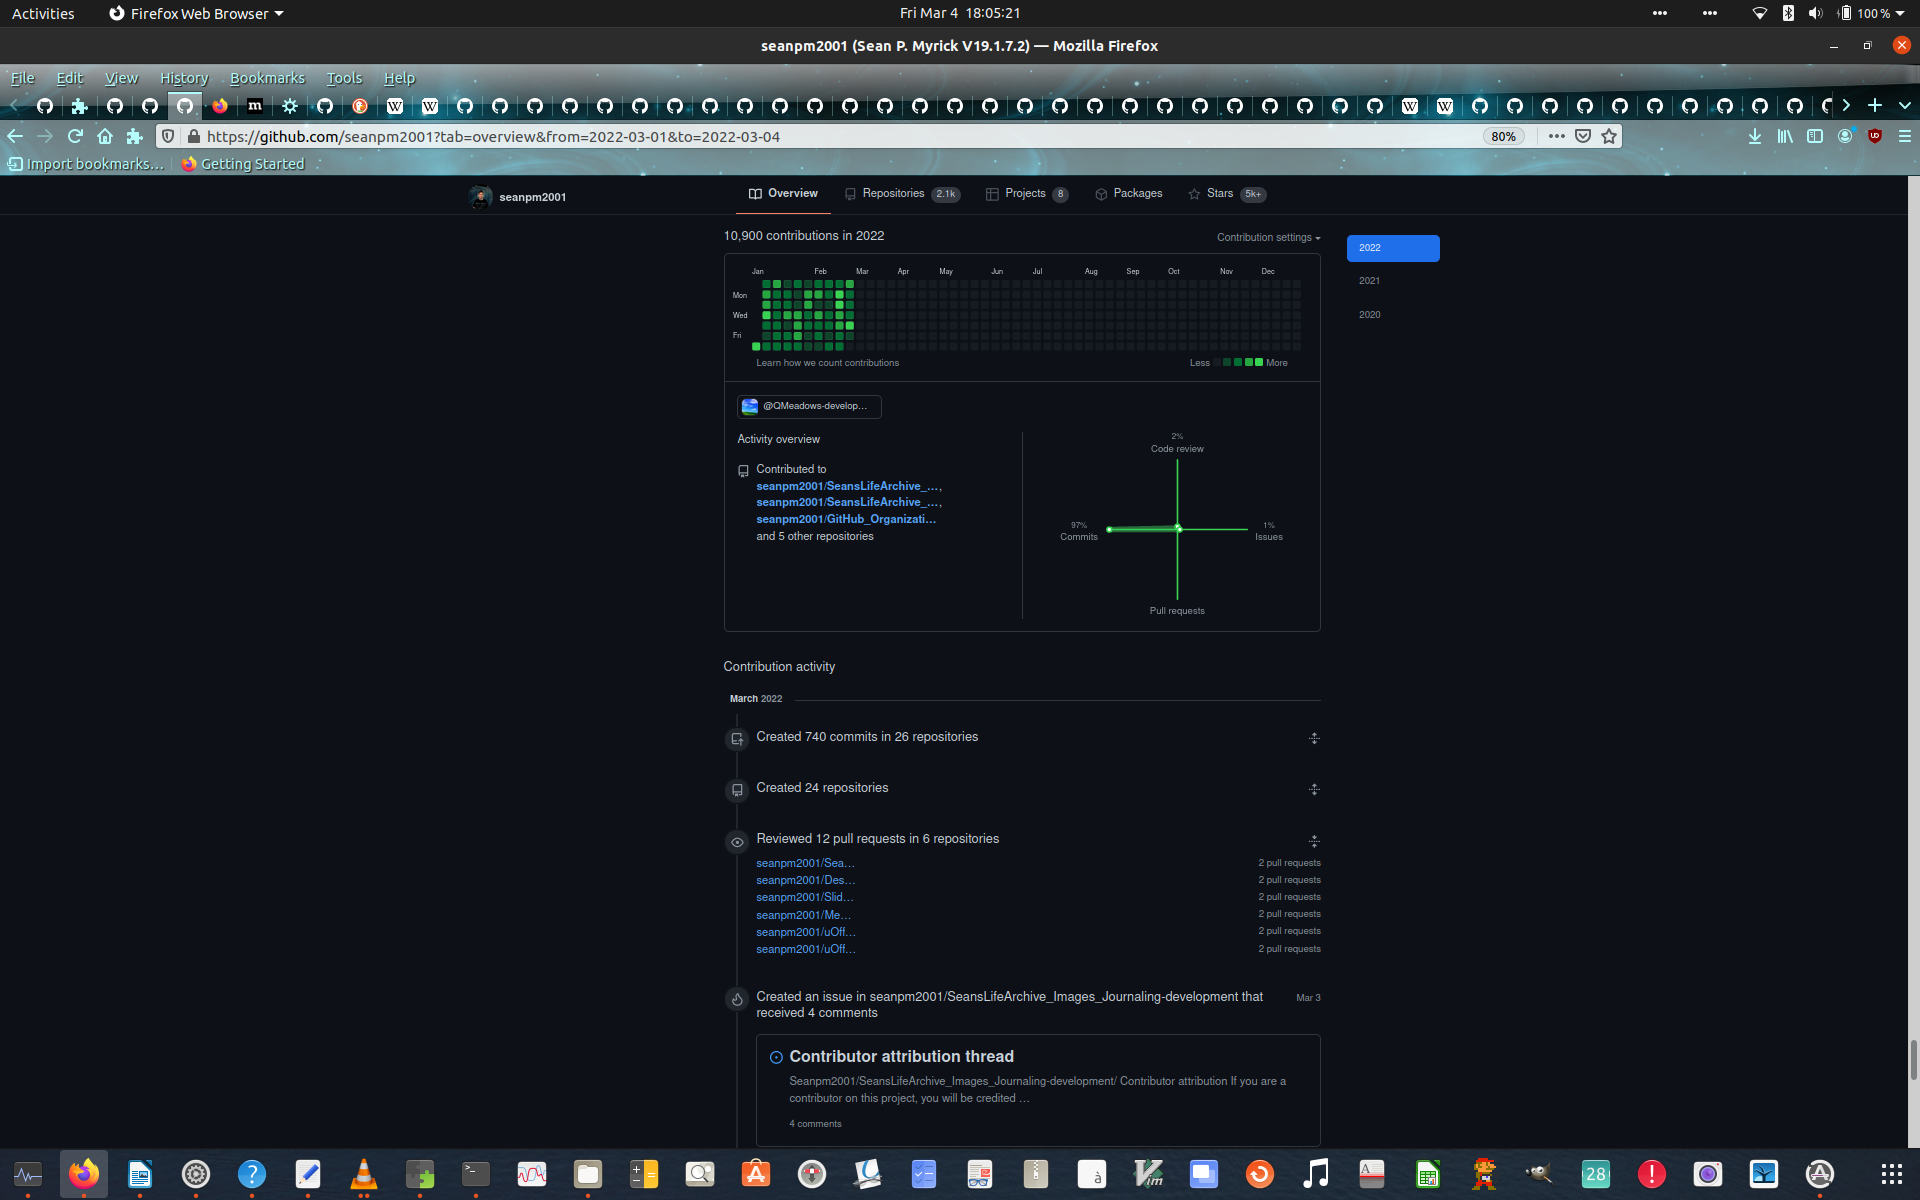 Activities
Firefox Web Browser
Fri Mar 4 18:05:21
100 %
seanpm2001 (Sean P. Myrick V19.1.7.2) — Mozilla Firefox
File Edit View History Bookmarks Tools Help
https://github.com/seanpm2001?tab=overview&from=2022-03-01&to=2022-03-04
80%
Import bookmarks…
Getting Started
seanpm2001
Overview
Repositories 2.1k
Projects 8
Packages
Stars 5k+
10,900 contributions in 2022
Contribution settings
2022
2021
2020
Jan Feb Mar Apr May Jun Jul Aug Sep Oct Nov Dec
Mon
Wed
Fri
Learn how we count contributions
Less More
@QMeadows-develop…
Activity overview
Contributed to
seanpm2001/SeansLifeArchive_…,
seanpm2001/SeansLifeArchive_…,
seanpm2001/GitHub_Organizati…
and 5 other repositories
2%
Code review
97%
Commits
1%
Issues
Pull requests
Contribution activity
March 2022
Created 740 commits in 26 repositories
Created 24 repositories
Reviewed 12 pull requests in 6 repositories
seanpm2001/Sea… 2 pull requests
seanpm2001/Des… 2 pull requests
seanpm2001/Slid… 2 pull requests
seanpm2001/Me… 2 pull requests
seanpm2001/uOff… 2 pull requests
seanpm2001/uOff… 2 pull requests
Created an issue in seanpm2001/SeansLifeArchive_Images_Journaling-development that
received 4 comments
Mar 3
Contributor attribution thread
Seanpm2001/SeansLifeArchive_Images_Journaling-development/ Contributor attribution If you are a
contributor on this project, you will be credited …
4 comments
28